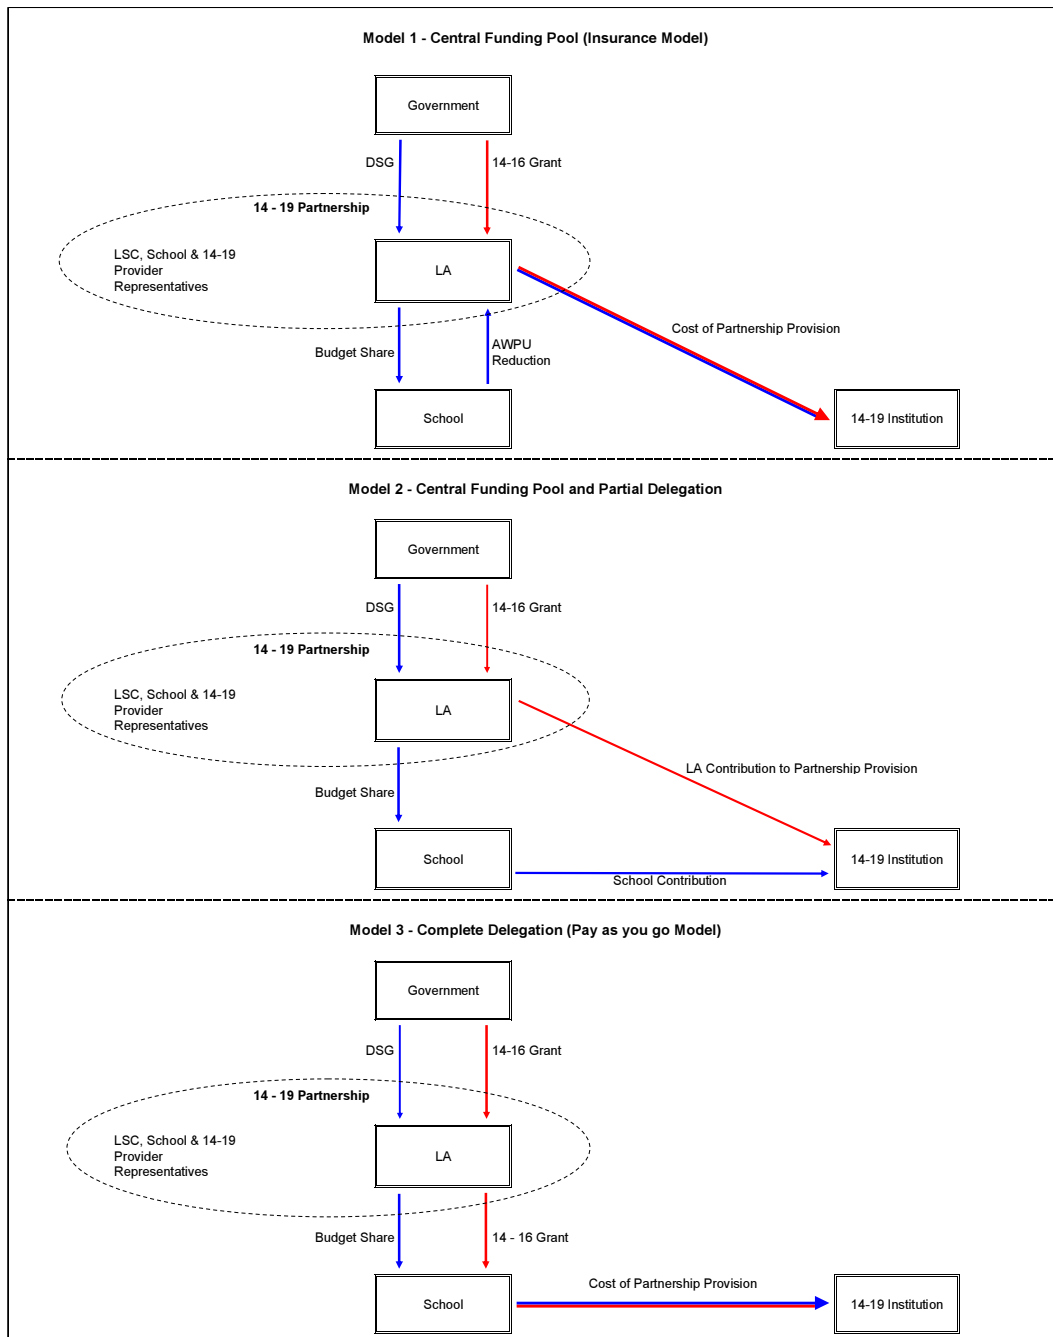 Model 1 - Central Funding Pool (Insurance Model)
Government
DSG
14-16 Grant
14 - 19 Partnership
LSC, School & 14-19
Provider
Representatives
LA
Cost of Partnership Provision
Budget Share
AWPU
Reduction
School
14-19 Institution
Model 2 - Central Funding Pool and Partial Delegation
Government
DSG
14-16 Grant
14 - 19 Partnership
LSC, School & 14-19
Provider
Representatives
LA
LA Contribution to Partnership Provision
Budget Share
School
14-19 Institution
School Contribution
Model 3 - Complete Delegation (Pay as you go Model)
Government
DSG
14-16 Grant
14 - 19 Partnership
LSC, School & 14-19
Provider
Representatives
LA
Budget Share
14 - 16 Grant
Cost of Partnership Provision
School
14-19 Institution